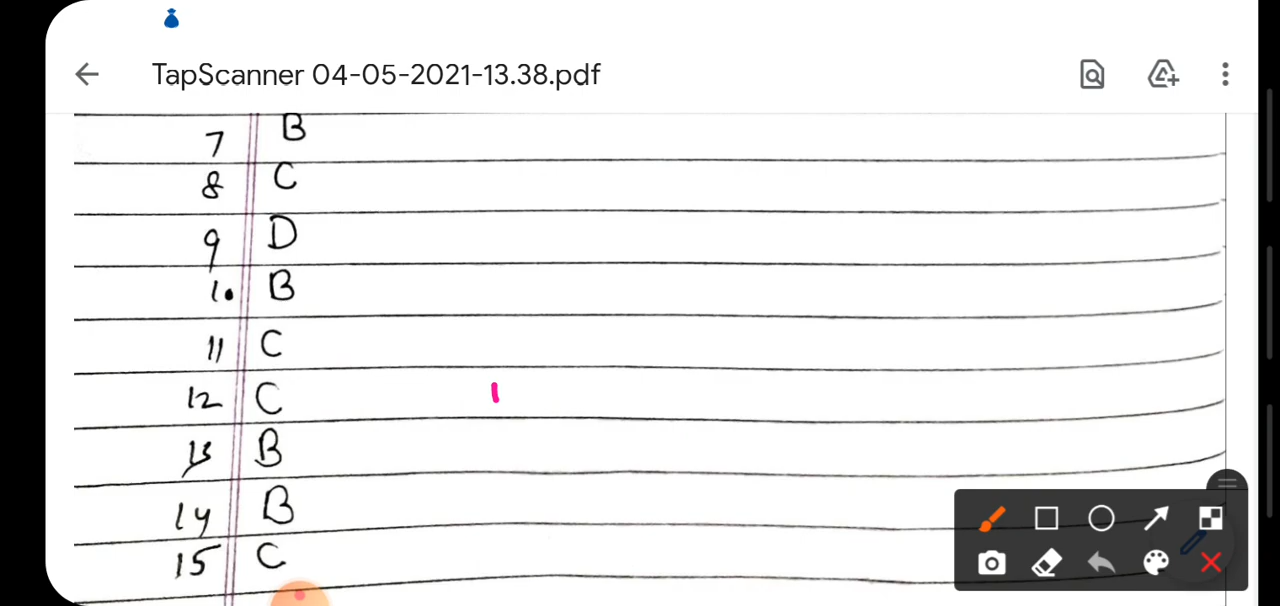 TapScanner 04-05-2021-13.38.pdf
7 B
8 C
9 D
10 B
11 C
12 C
13 B
14 B
15 C